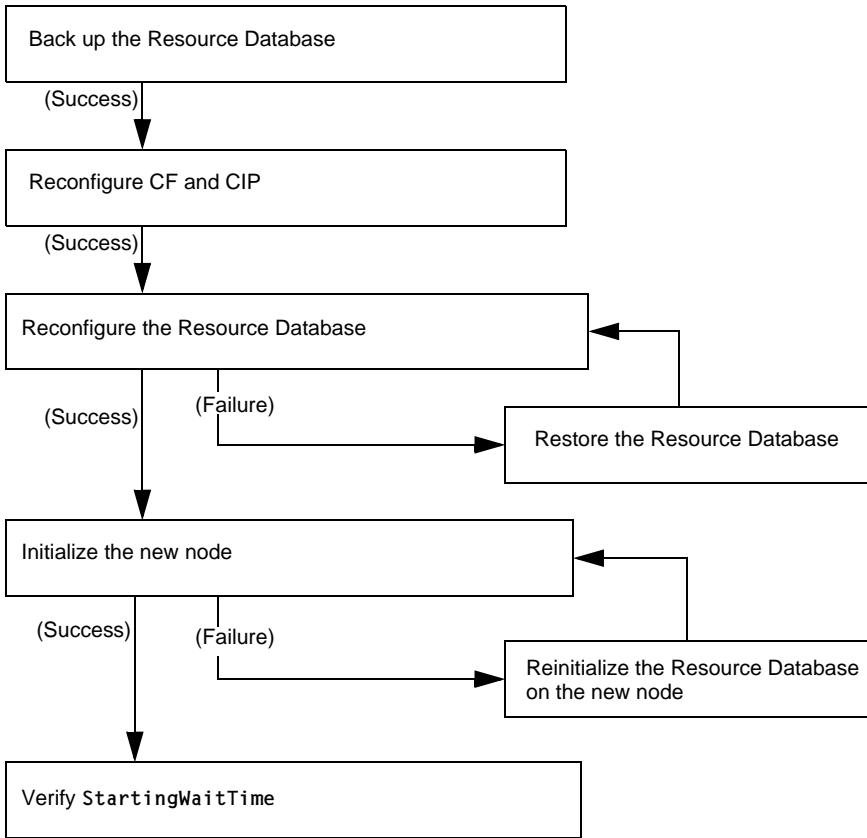 Back up the Resource Database
(Success)
Reconfigure CF and CIP
(Success)
Reconfigure the Resource Database
(Success)
(Failure)
Restore the Resource Database
Initialize the new node
(Success)
(Failure)
Reinitialize the Resource Database
on the new node
Verify StartingWaitTime